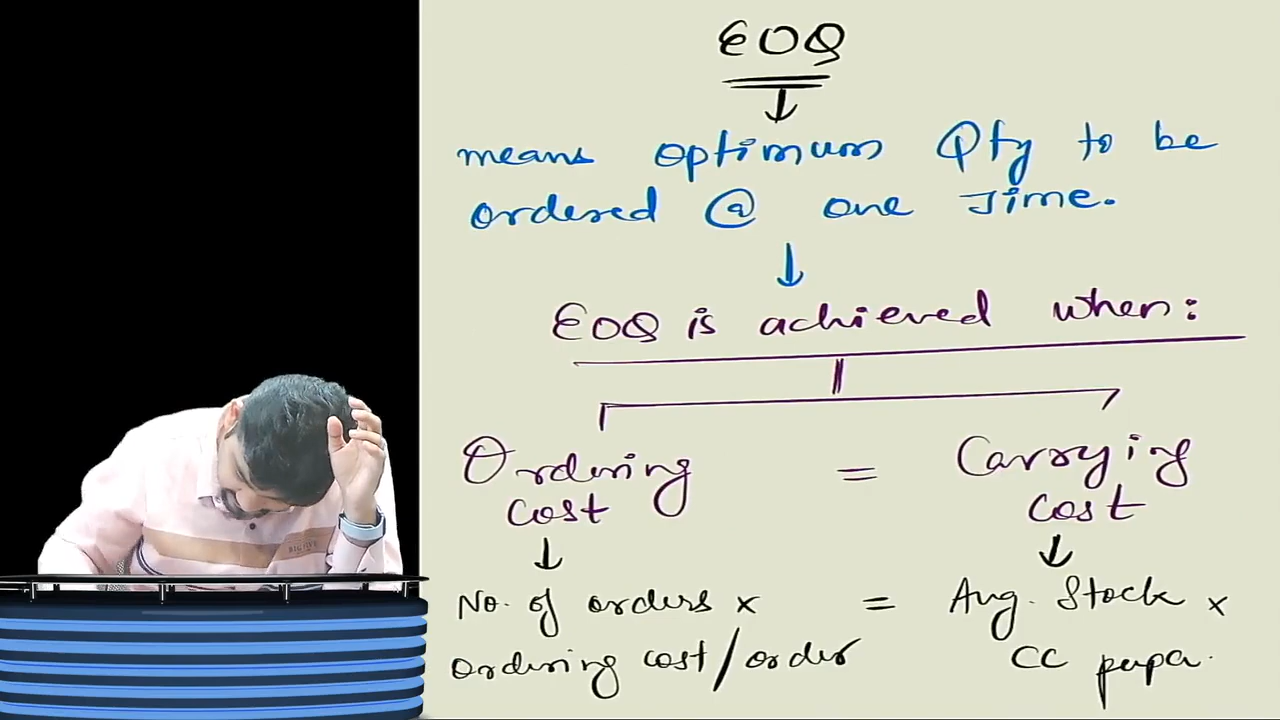 EOQ
means optimum Qty to be
ordered @ one Time.
EOQ is achieved when:
Ordering = Carrying
cost cost
No. of orders x = Avg. Stock x
ordering cost/order CC pupa.